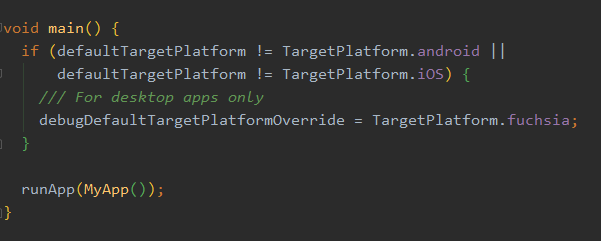 void main() {
  if (defaultTargetPlatform != TargetPlatform.android ||
      defaultTargetPlatform != TargetPlatform.iOS) {
    /// For desktop apps only
    debugDefaultTargetPlatformOverride = TargetPlatform.fuchsia;
  }
  runApp(MyApp());
}